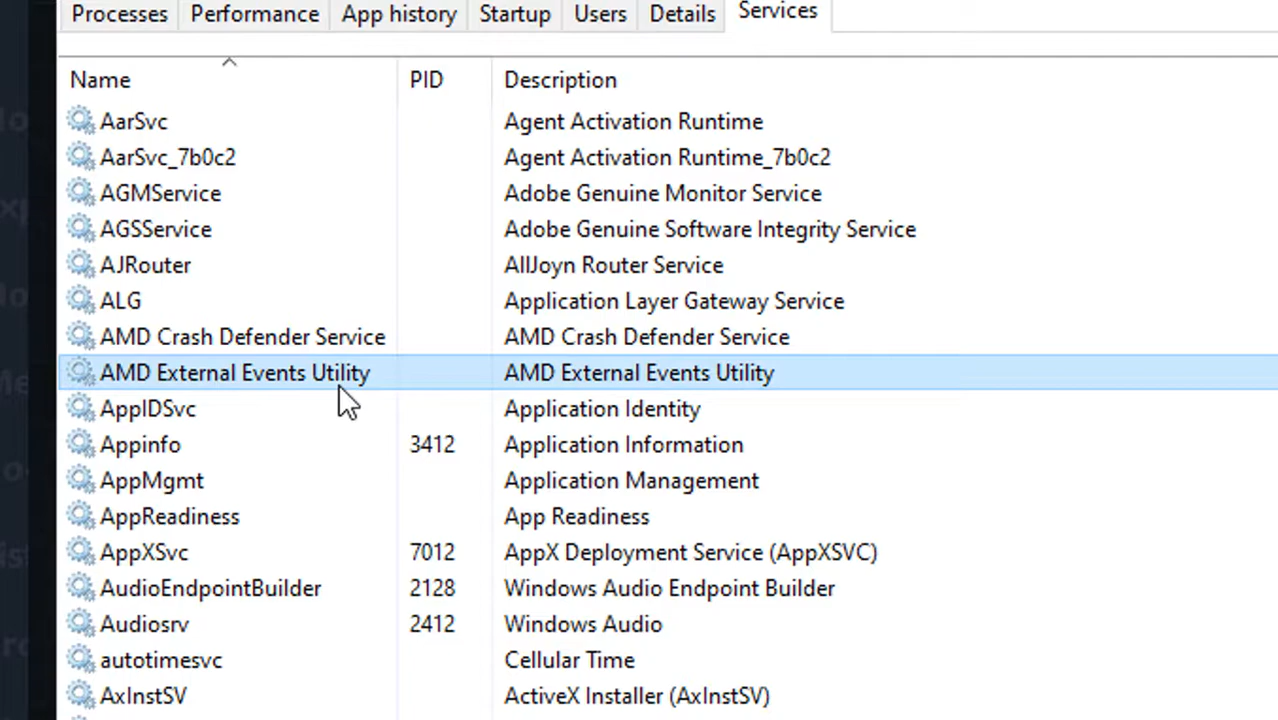 Processes Performance App history Startup Users Details Services
Name PID Description
AarSvc Agent Activation Runtime
AarSvc_7b0c2 Agent Activation Runtime_7b0c2
AGMService Adobe Genuine Monitor Service
AGSService Adobe Genuine Software Integrity Service
AJRouter AllJoyn Router Service
ALG Application Layer Gateway Service
AMD Crash Defender Service AMD Crash Defender Service
AMD External Events Utility AMD External Events Utility
AppIDSvc Application Identity
Appinfo 3412 Application Information
AppMgmt Application Management
AppReadiness App Readiness
AppXSvc 7012 AppX Deployment Service (AppXSVC)
AudioEndpointBuilder 2128 Windows Audio Endpoint Builder
Audiosrv 2412 Windows Audio
autotimesvc Cellular Time
AxInstSV ActiveX Installer (AxInstSV)